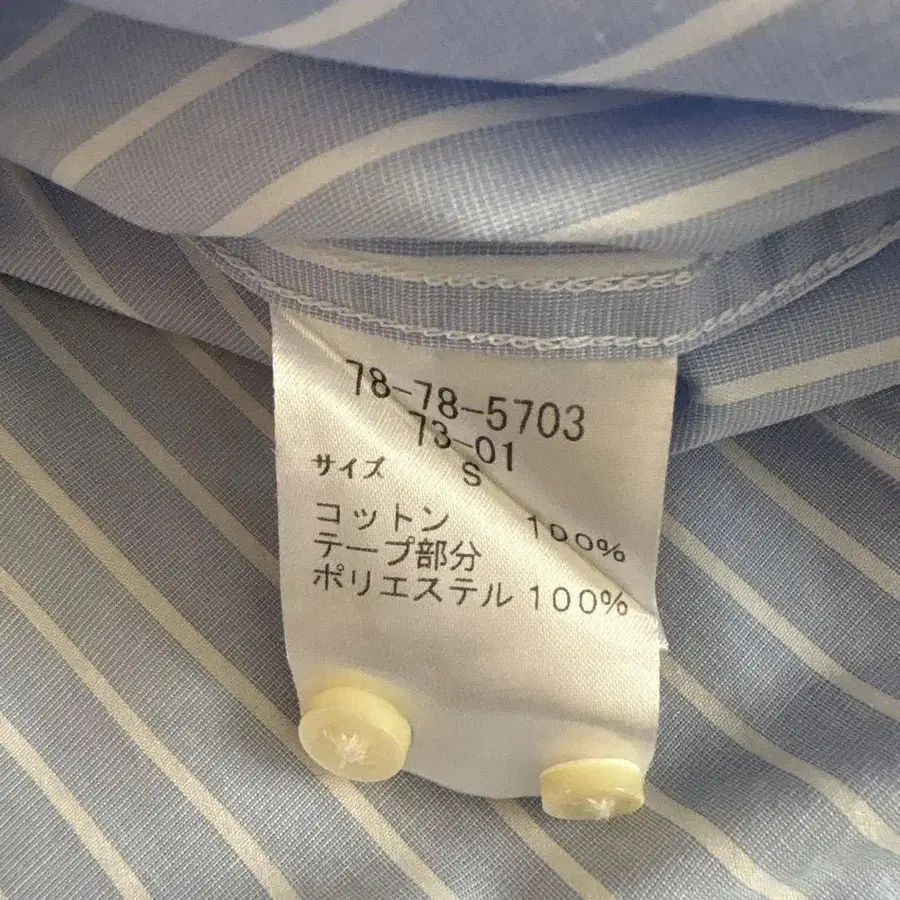 78-78-5703
73-01
サイズ S
コットン 100%
テープ部分
ポリエステル 100%